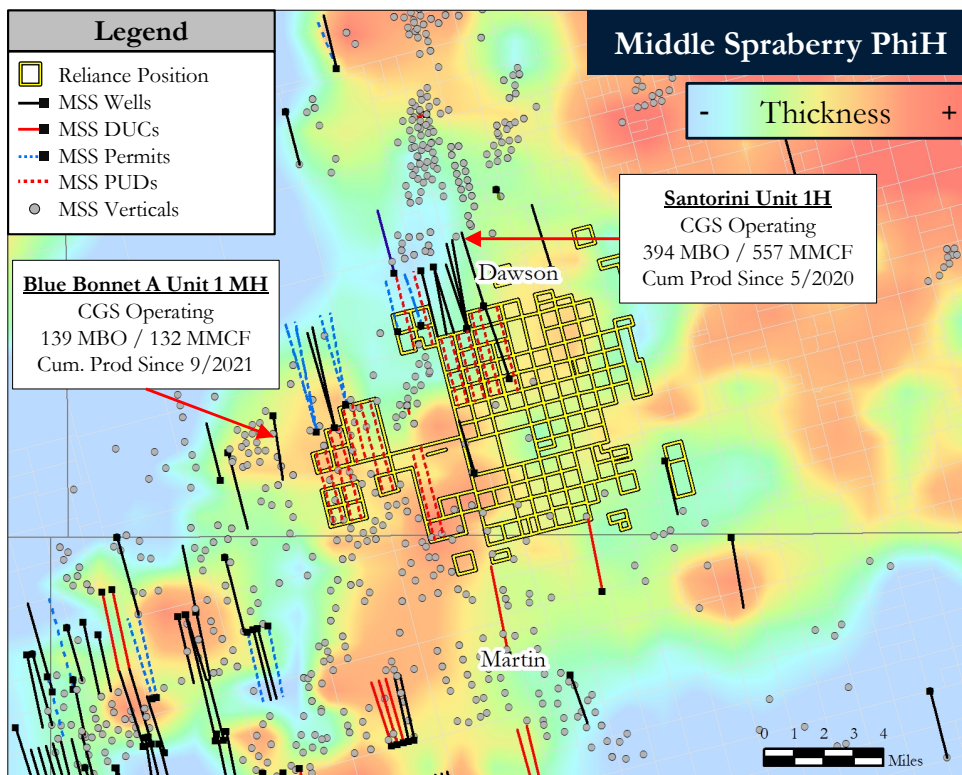 Legend
Reliance Position
MSS Wells
MSS DUCs
MSS Permits
MSS PUDs
MSS Verticals
Middle Spraberry PhiH
- Thickness +
Santorini Unit 1H
CGS Operating
394 MBO / 557 MMCF
Cum Prod Since 5/2020
Dawson
Blue Bonnet A Unit 1 MH
CGS Operating
139 MBO / 132 MMCF
Cum. Prod Since 9/2021
Martin
0 1 2 3 4
Miles